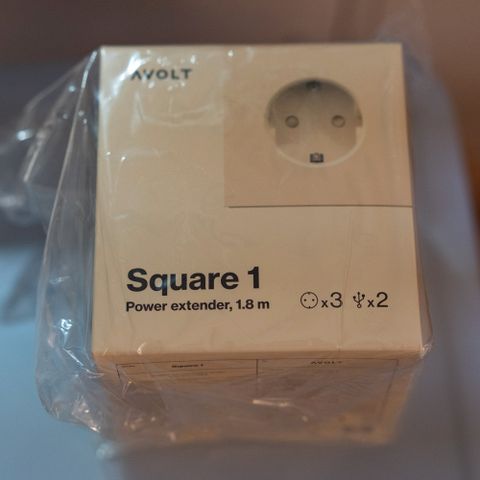 AVOLT
Square 1
Power extender, 1.8 m
x3 x2
Square 1
AVOLT